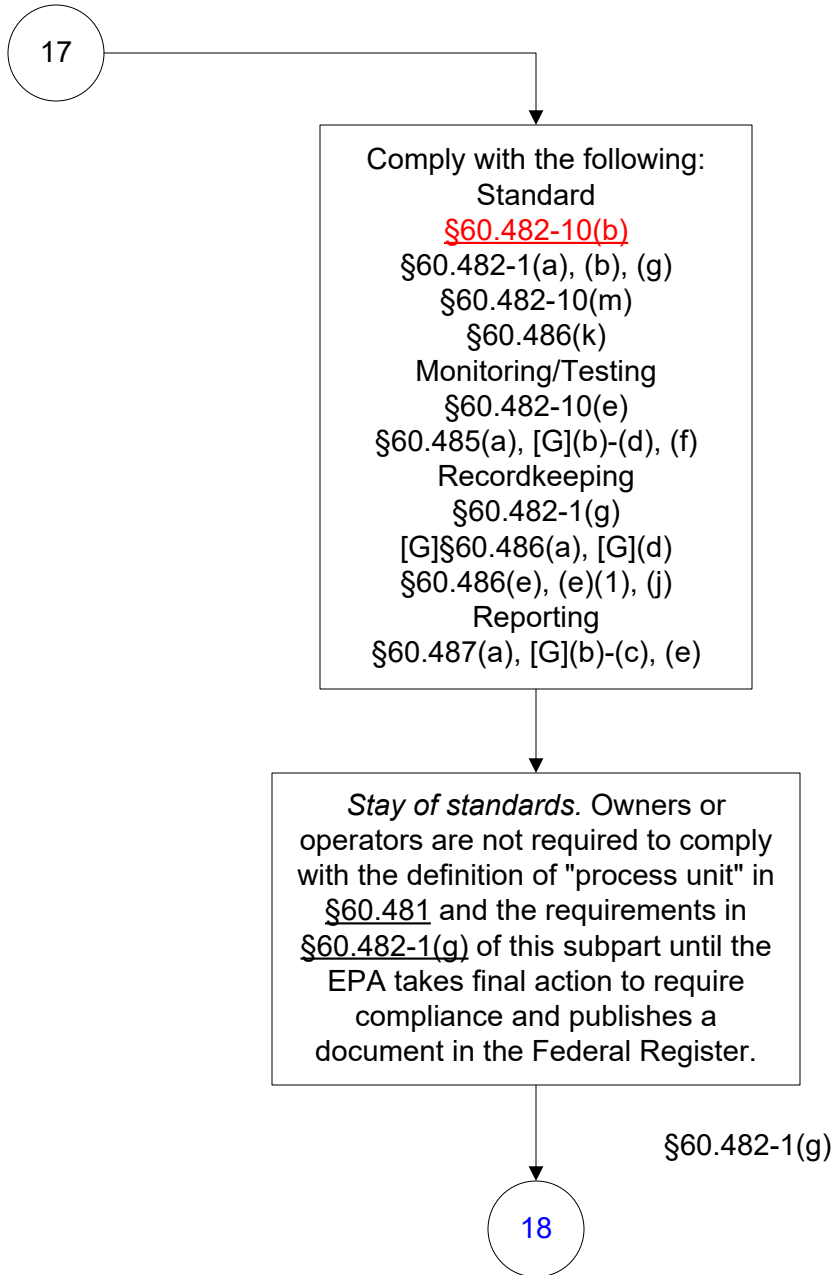 17
Comply with the following:
Standard
§60.482-10(b)
§60.482-1(a), (b), (g)
§60.482-10(m)
§60.486(k)
Monitoring/Testing
§60.482-10(e)
§60.485(a), [G](b)-(d), (f)
Recordkeeping
§60.482-1(g)
[G]§60.486(a), [G](d)
§60.486(e), (e)(1), (j)
Reporting
§60.487(a), [G](b)-(c), (e)
Stay of standards. Owners or
operators are not required to comply
with the definition of "process unit" in
§60.481 and the requirements in
§60.482-1(g) of this subpart until the
EPA takes final action to require
compliance and publishes a
document in the Federal Register.
§60.482-1(g)
18